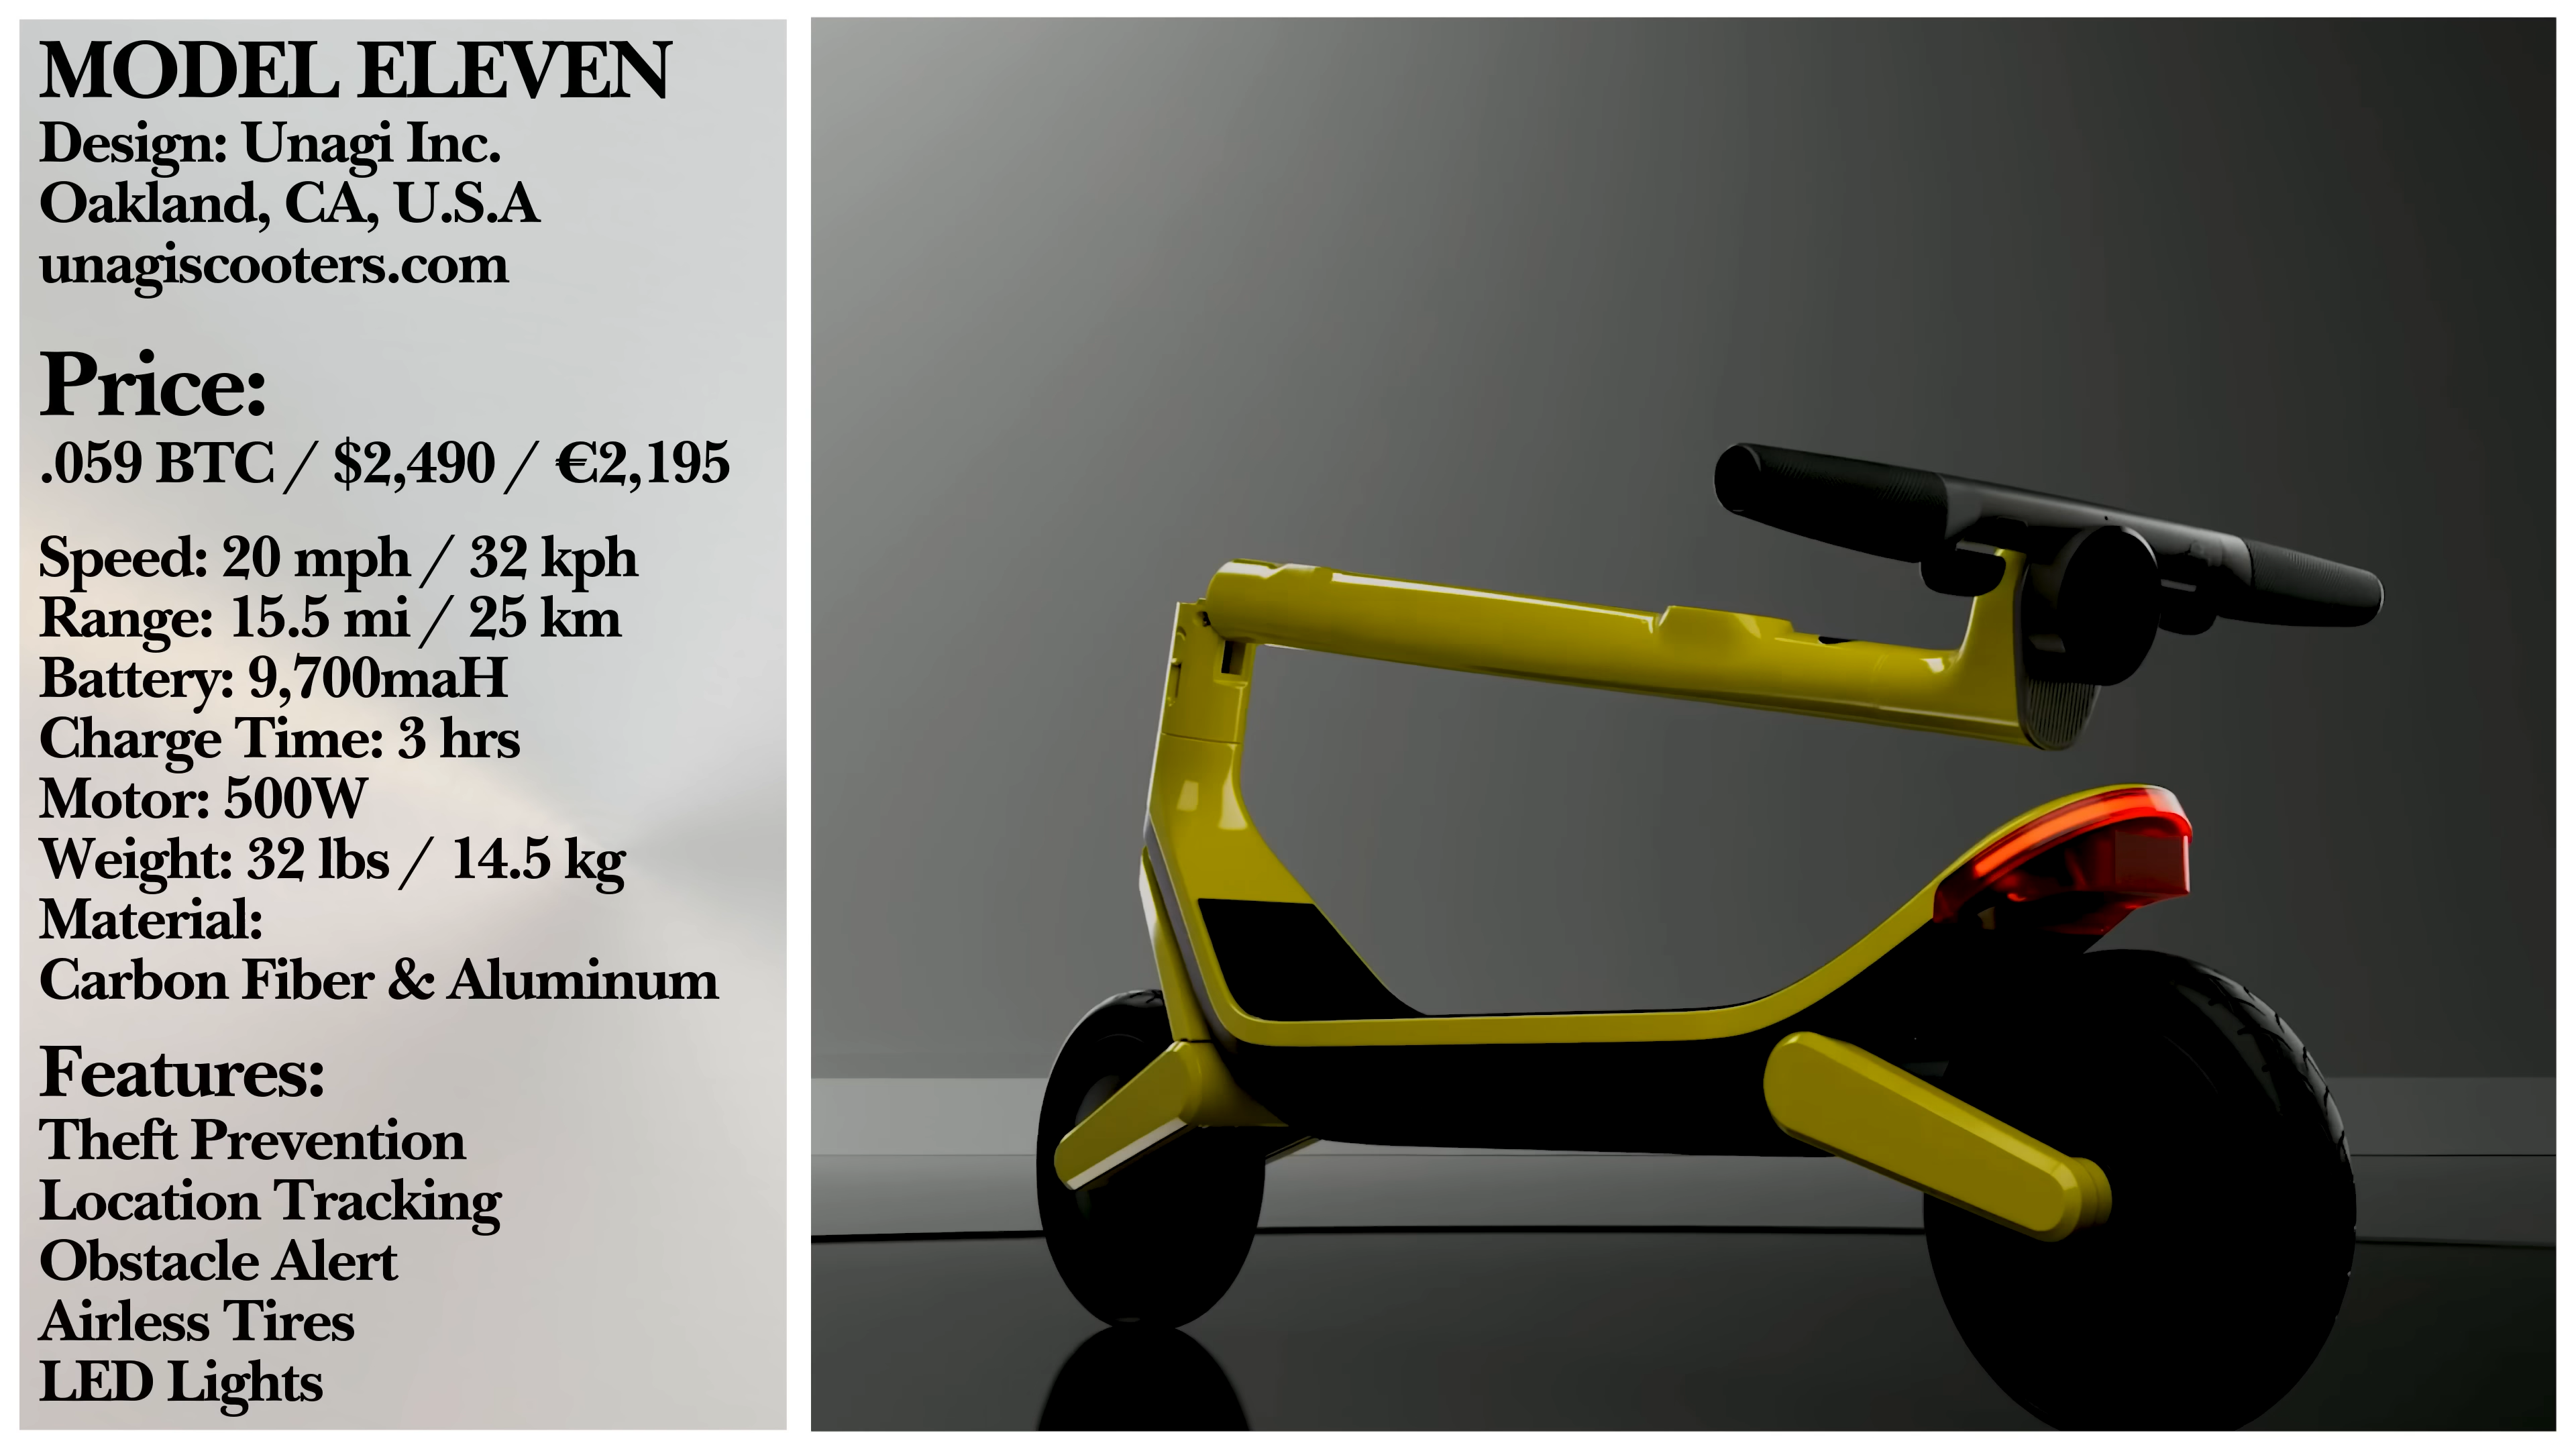 MODEL ELEVEN
Design: Unagi Inc.
Oakland, CA, U.S.A
unagiscooters.com
Price:
.059 BTC / $2,490 / €2,195
Speed: 20 mph / 32 kph
Range: 15.5 mi / 25 km
Battery: 9,700maH
Charge Time: 3 hrs
Motor: 500W
Weight: 32 lbs / 14.5 kg
Material:
Carbon Fiber & Aluminum
Features:
Theft Prevention
Location Tracking
Obstacle Alert
Airless Tires
LED Lights